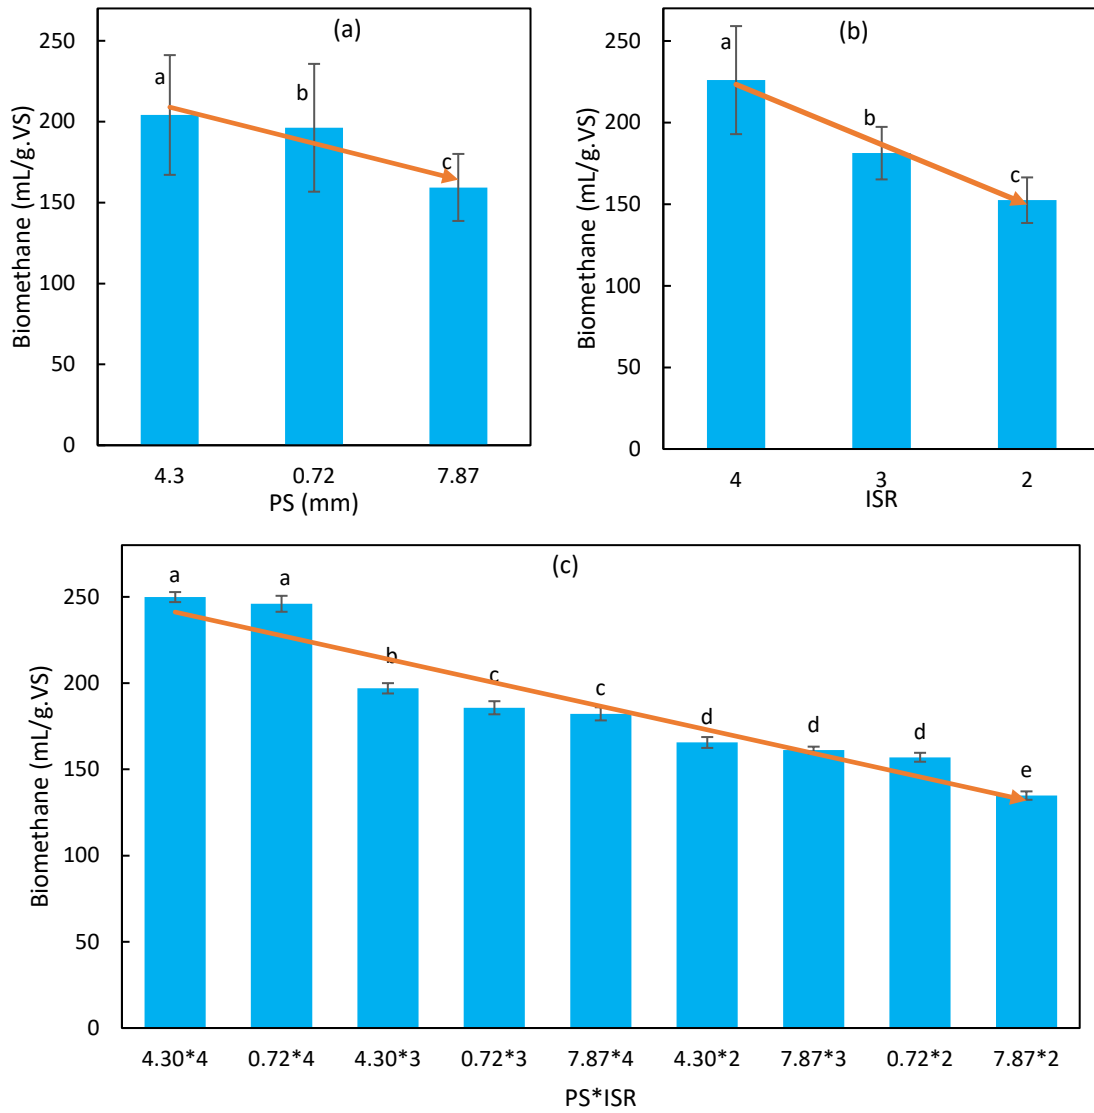 (a)
250
200
150
100
50
0
Biomethane (mL/g.VS)
a
b
c
4.3 0.72 7.87
PS (mm)
(b)
250
200
150
100
50
0
Biomethane (mL/g.VS)
a
b
c
4 3 2
ISR
(c)
250
200
150
100
50
0
Biomethane (mL/g.VS)
a a b c c d d d e
4.30*4 0.72*4 4.30*3 0.72*3 7.87*4 4.30*2 7.87*3 0.72*2 7.87*2
PS*ISR